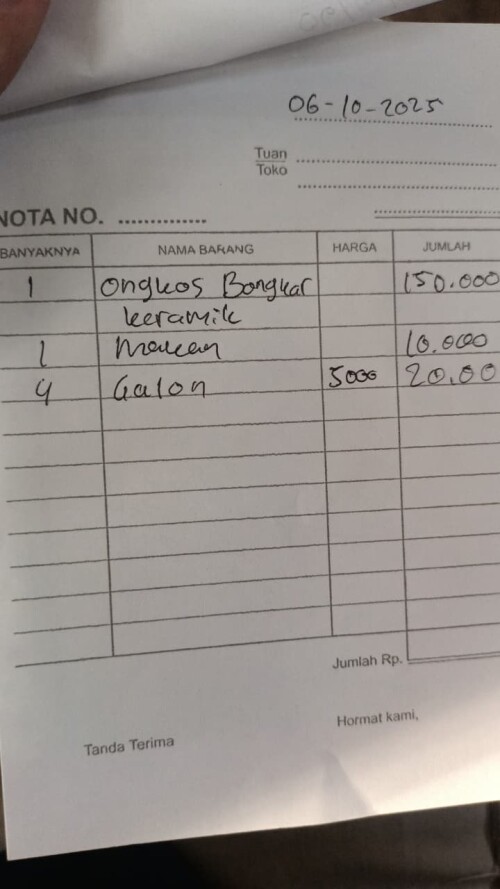 06-10-2025
Tuan
Toko
NOTA NO. ..............
BANYAKNYA NAMA BARANG HARGA JUMLAH
1 Ongkos Bongkar 150.000
keramik
1 Makan 10.000
4 Galon 5000 20.00
Jumlah Rp.
Hormat kami,
Tanda Terima